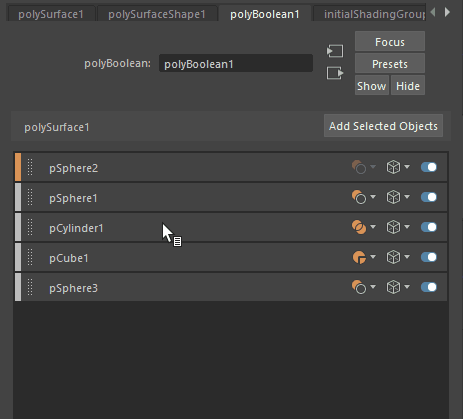 polySurface1 polySurfaceShape1 polyBoolean1 initialShadingGroup
Focus
polyBoolean: polyBoolean1 Presets
Show Hide
polySurface1 Add Selected Objects
pSphere2
pSphere1
pCylinder1
pCube1
pSphere3